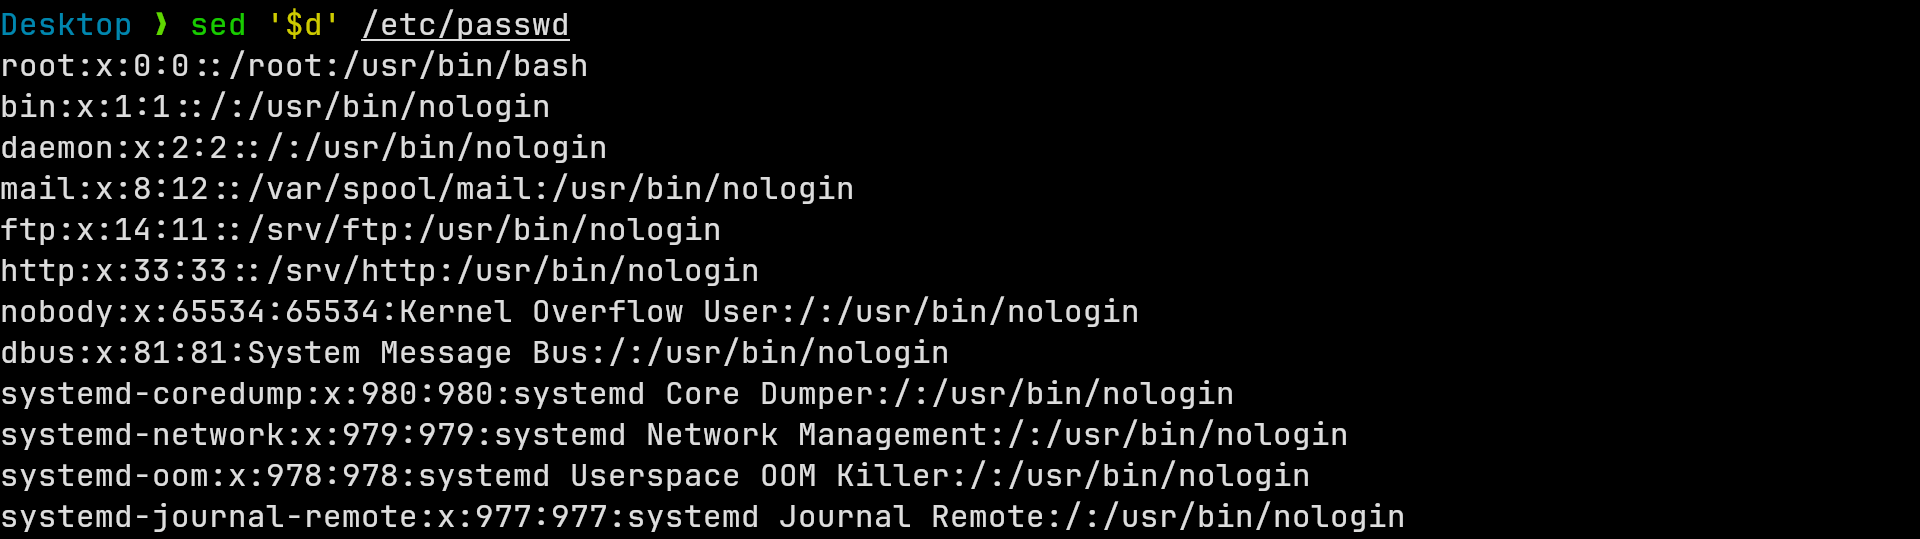 Desktop ❯ sed '$d' /etc/passwd
root:x:0:0::/root:/usr/bin/bash
bin:x:1:1::/:/usr/bin/nologin
daemon:x:2:2::/:/usr/bin/nologin
mail:x:8:12::/var/spool/mail:/usr/bin/nologin
ftp:x:14:11::/srv/ftp:/usr/bin/nologin
http:x:33:33::/srv/http:/usr/bin/nologin
nobody:x:65534:65534:Kernel Overflow User:/:/usr/bin/nologin
dbus:x:81:81:System Message Bus:/:/usr/bin/nologin
systemd-coredump:x:980:980:systemd Core Dumper:/:/usr/bin/nologin
systemd-network:x:979:979:systemd Network Management:/:/usr/bin/nologin
systemd-oom:x:978:978:systemd Userspace OOM Killer:/:/usr/bin/nologin
systemd-journal-remote:x:977:977:systemd Journal Remote:/:/usr/bin/nologin